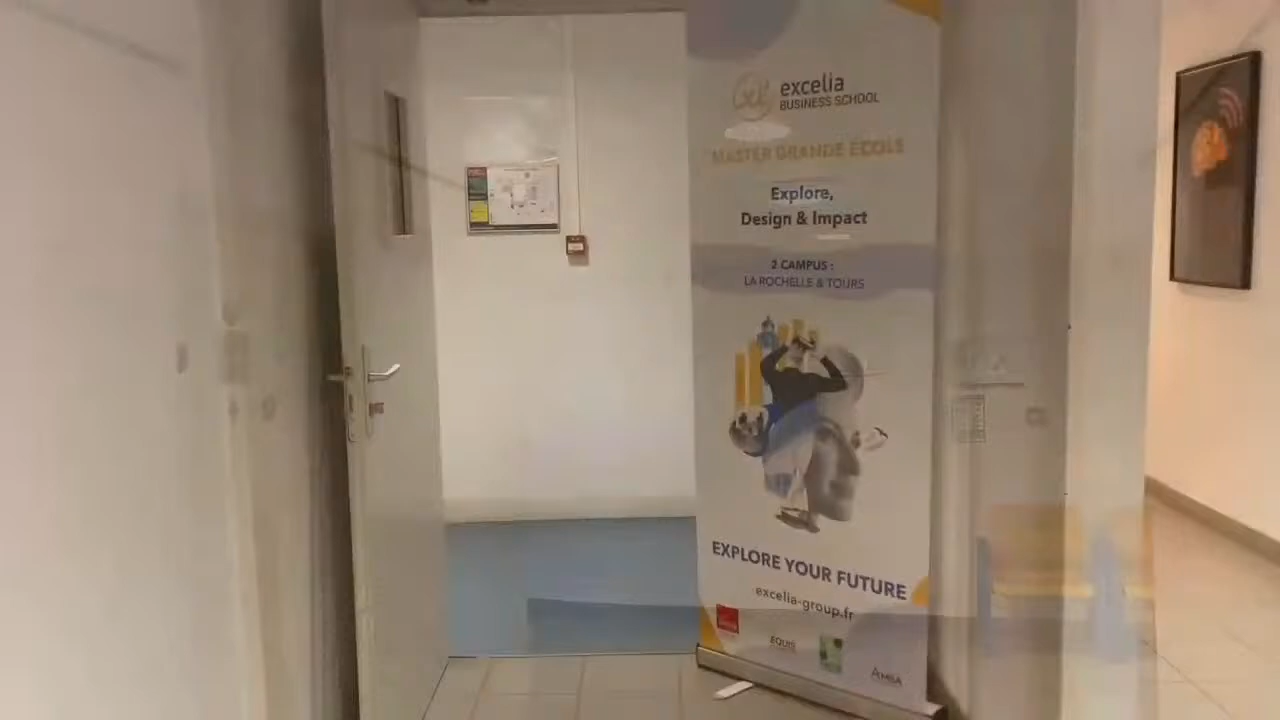 excelia
BUSINESS SCHOOL
MASTER GRANDE ÉCOLE
Explore,
Design & Impact
2 CAMPUS :
LA ROCHELLE & TOURS
EXPLORE YOUR FUTURE
excelia-group.fr
EQUIS
AMBA